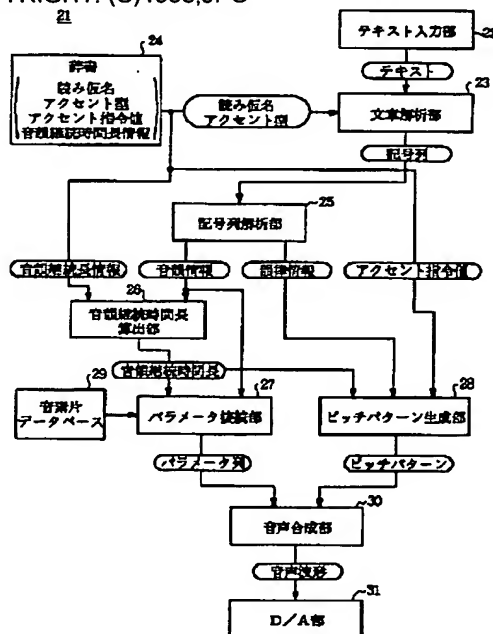 RIGHT: (C)1998,JPO
21
24
辞書
読み仮名
アクセント型
アクセント指令値
音韻継続時間長情報
テキスト入力部
22
テキスト
読み仮名
アクセント型
23
文章解析部
記号列
25
記号列解析部
音韻継続長情報
音韻情報
韻律情報
アクセント指令値
26
音韻継続時間長
算出部
音韻継続時間長
29
音素片
データベース
27
パラメータ接続部
28
ピッチパターン生成部
パラメータ列
ピッチパターン
30
音声合成部
音声波形
31
D/A部